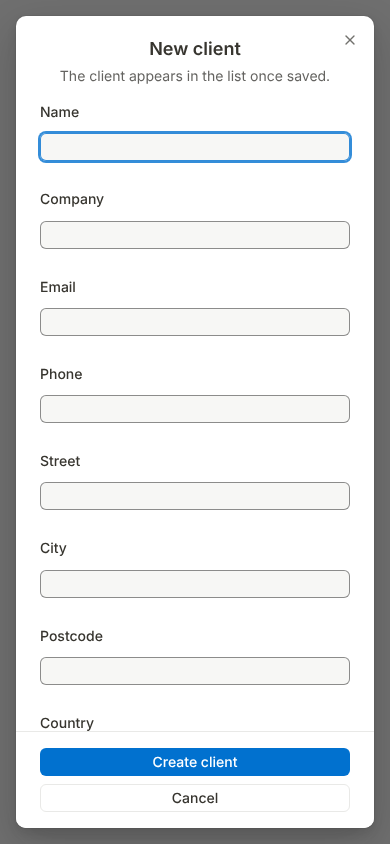 New client
The client appears in the list once saved.
Name
Company
Email
Phone
Street
City
Postcode
Country
Create client
Cancel